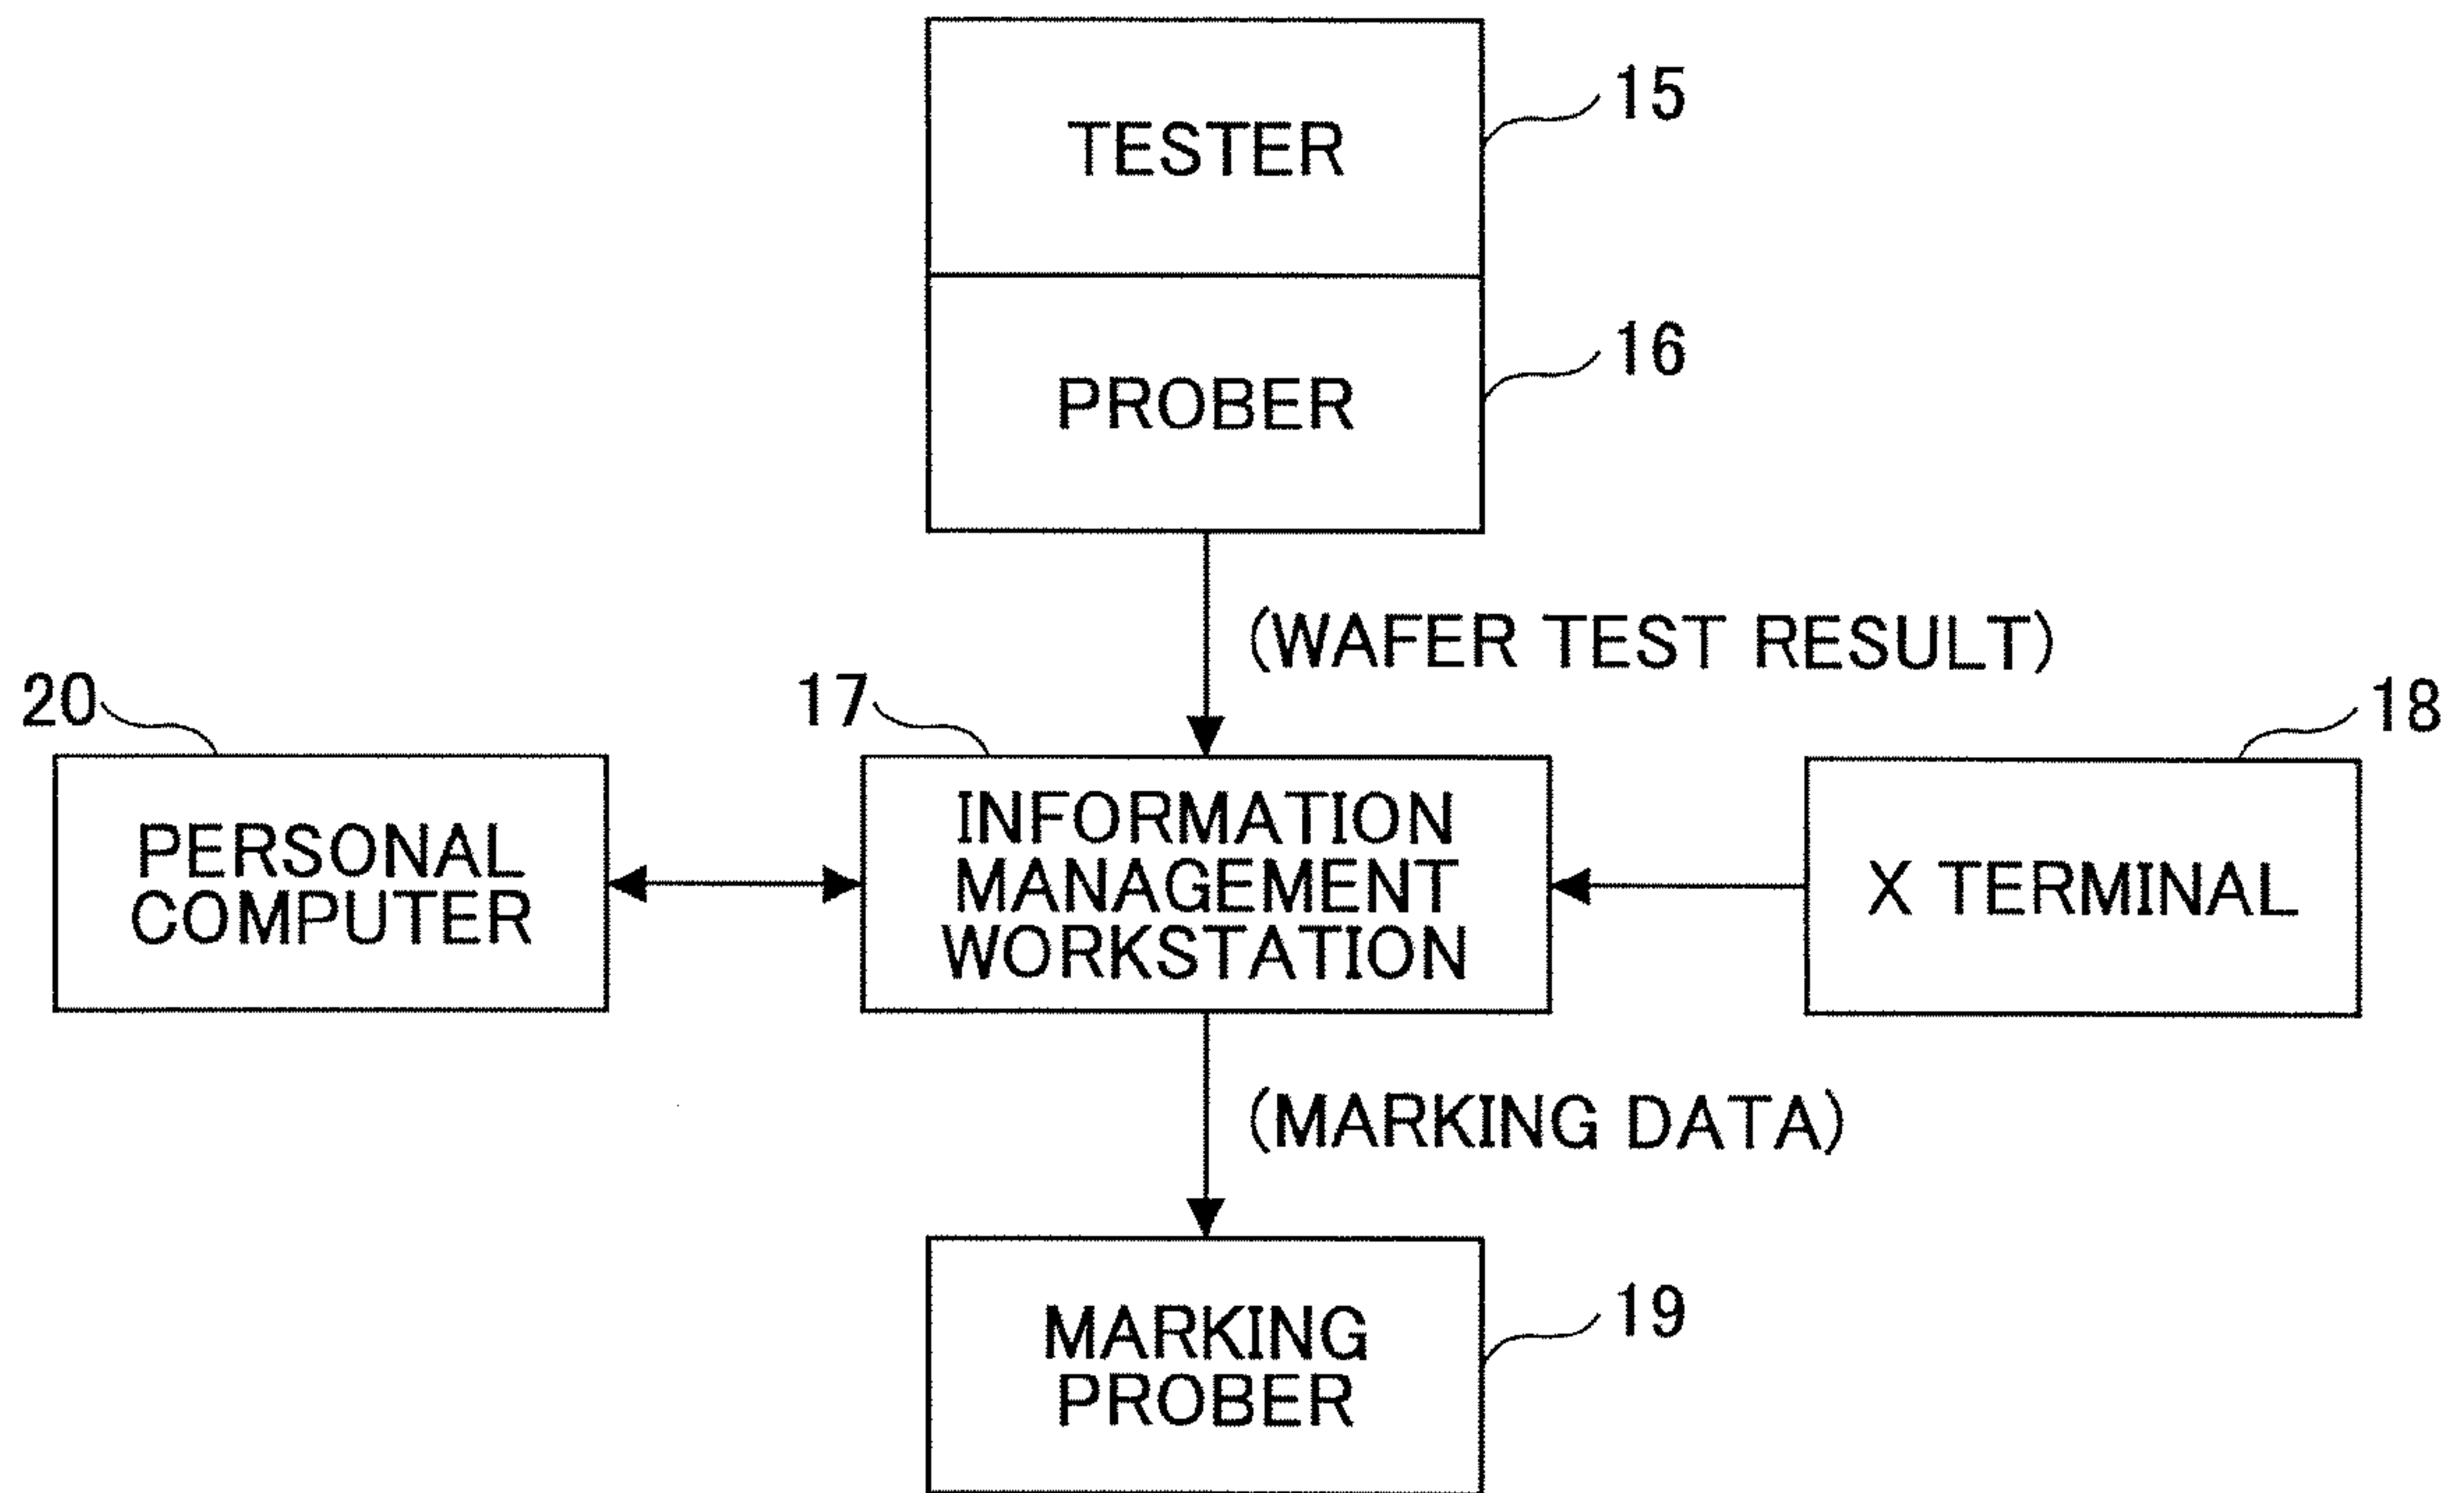 15
TESTER
16
PROBER
(WAFER TEST RESULT)
20
17
18
PERSONAL
COMPUTER
INFORMATION
MANAGEMENT
WORKSTATION
X TERMINAL
(MARKING DATA)
19
MARKING
PROBER